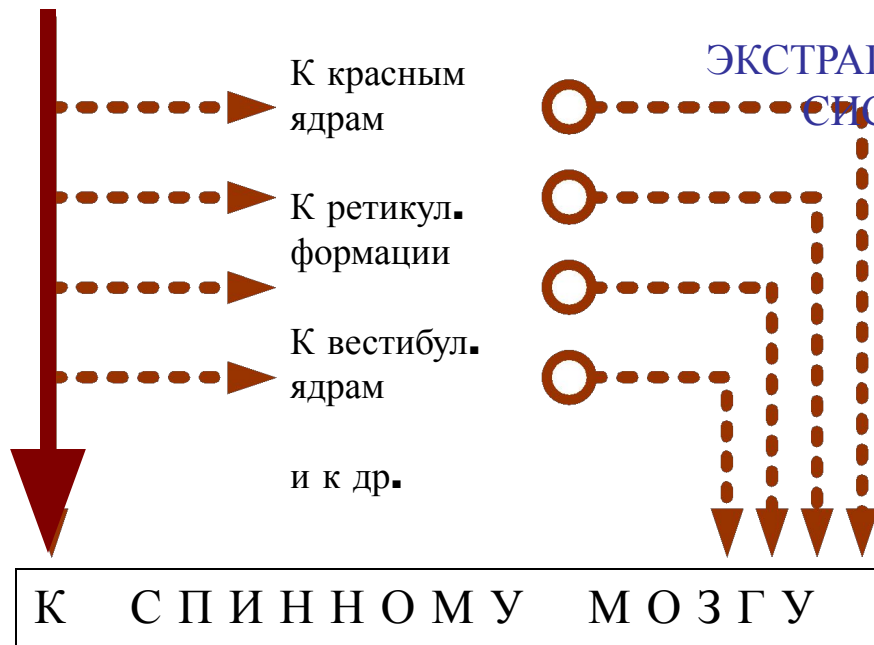 К красным
ядрам
К ретикул.
формации
К вестибул.
ядрам
и к др.
К СПИННОМУ МОЗГУ